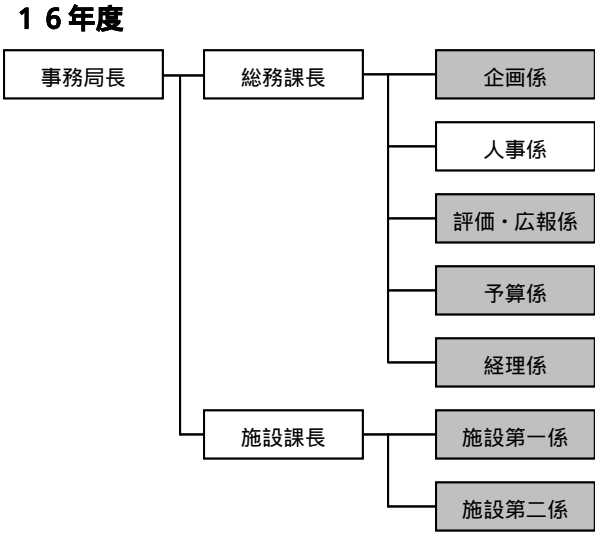 １６年度
事務局長
総務課長
企画係
人事係
評価・広報係
予算係
経理係
施設課長
施設第一係
施設第二係